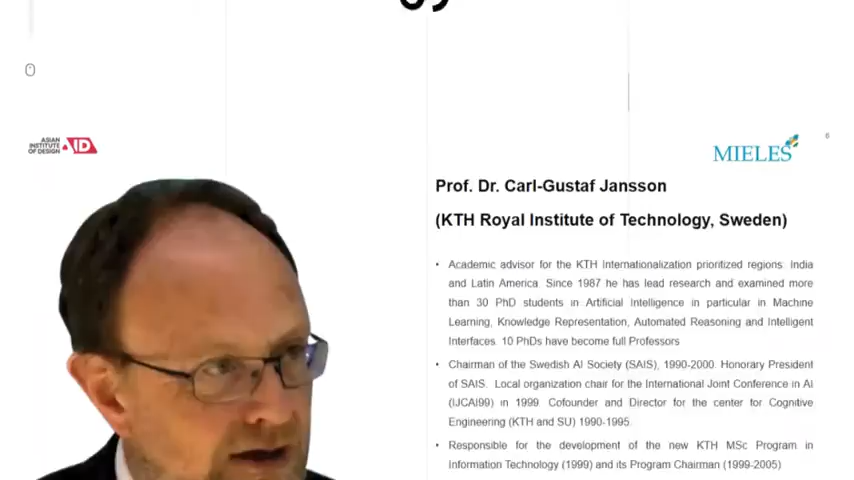 ASIAN
INSTITUTE
OF DESIGN
AID
6
MIELES
Prof. Dr. Carl-Gustaf Jansson
(KTH Royal Institute of Technology, Sweden)
• Academic advisor for the KTH Internationalization prioritized regions. India
and Latin America. Since 1987 he has lead research and examined more
than 30 PhD students in Artificial Intelligence in particular in Machine
Learning, Knowledge Representation, Automated Reasoning and Intelligent
Interfaces. 10 PhDs have become full Professors
• Chairman of the Swedish AI Society (SAIS), 1990-2000. Honorary President
of SAIS. Local organization chair for the International Joint Conference in AI
(IJCAI99) in 1999. Cofounder and Director for the center for Cogntive
Engineering (KTH and SU) 1990-1995.
• Responsible for the development of the new KTH MSc Program in
Information Technology (1999) and its Program Chairman (1999-2005)